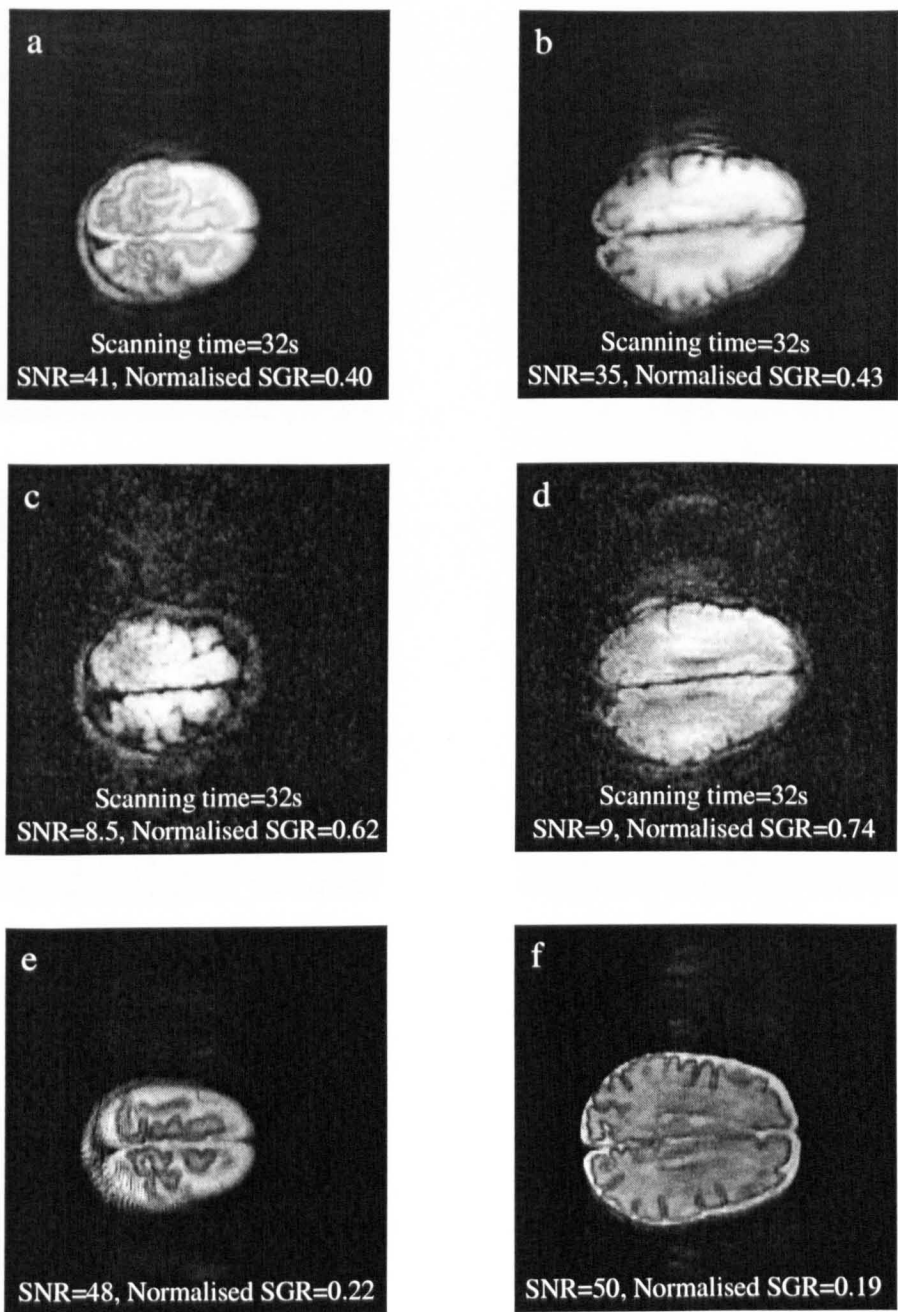 a
Scanning time=32s
SNR=41, Normalised SGR=0.40
b
Scanning time=32s
SNR=35, Normalised SGR=0.43
c
Scanning time=32s
SNR=8.5, Normalised SGR=0.62
d
Scanning time=32s
SNR=9, Normalised SGR=0.74
e
SNR=48, Normalised SGR=0.22
f
SNR=50, Normalised SGR=0.19